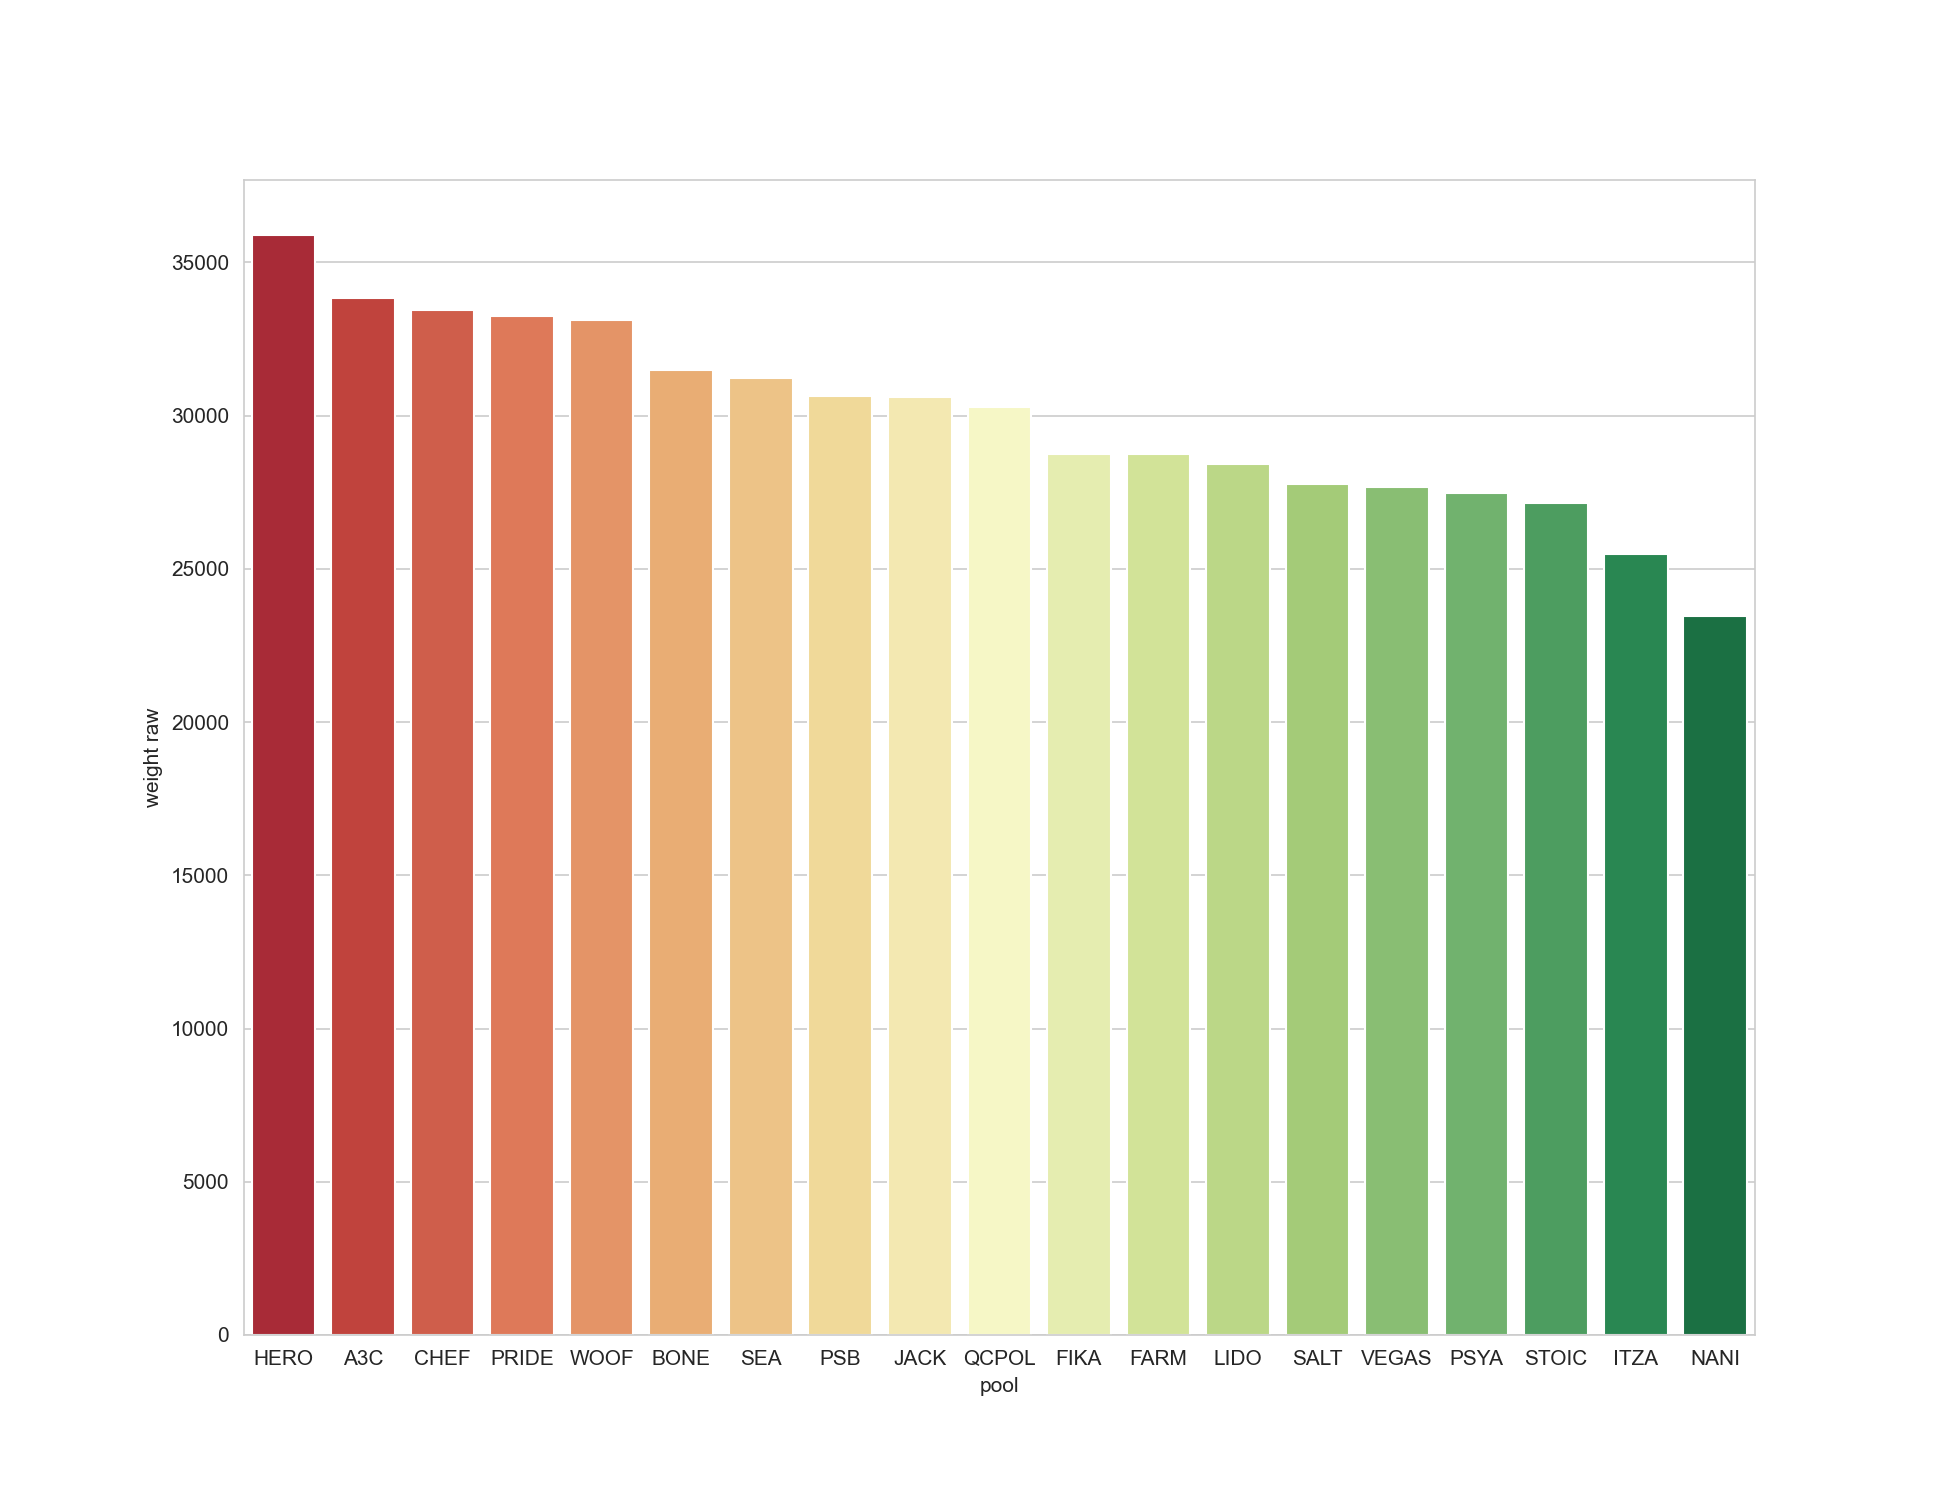 35000
30000
25000
20000
15000
10000
5000
0
weight raw
HERO A3C CHEF PRIDE WOOF BONE SEA PSB JACK QCPOL FIKA FARM LIDO SALT VEGAS PSYA STOIC ITZA NANI
pool